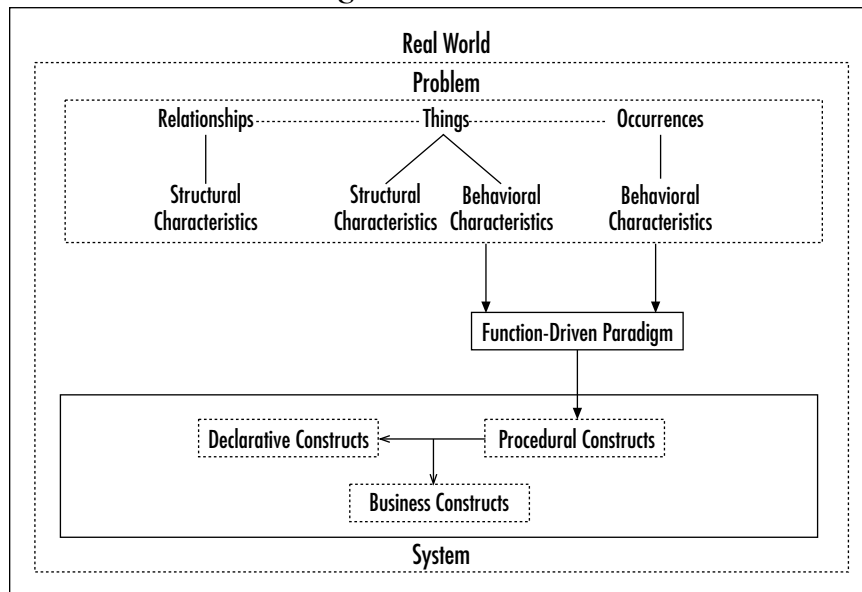 Real World
Problem
Relationships Things Occurrences
Structural Structural Behavioral Behavioral
Characteristics Characteristics Characteristics Characteristics
Function-Driven Paradigm
Declarative Constructs Procedural Constructs
Business Constructs
System